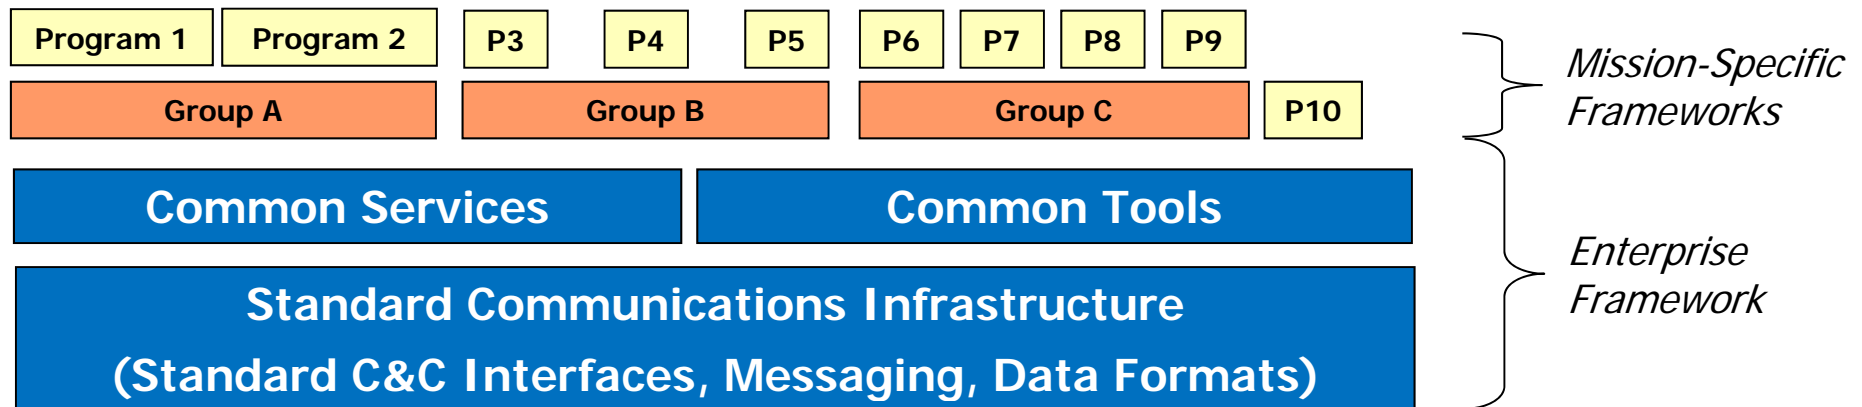 Program 1 Program 2 P3 P4 P5 P6 P7 P8 P9
Group A Group B Group C P10
Mission-Specific
Frameworks
Common Services Common Tools
Standard Communications Infrastructure
(Standard C&C Interfaces, Messaging, Data Formats)
Enterprise
Framework